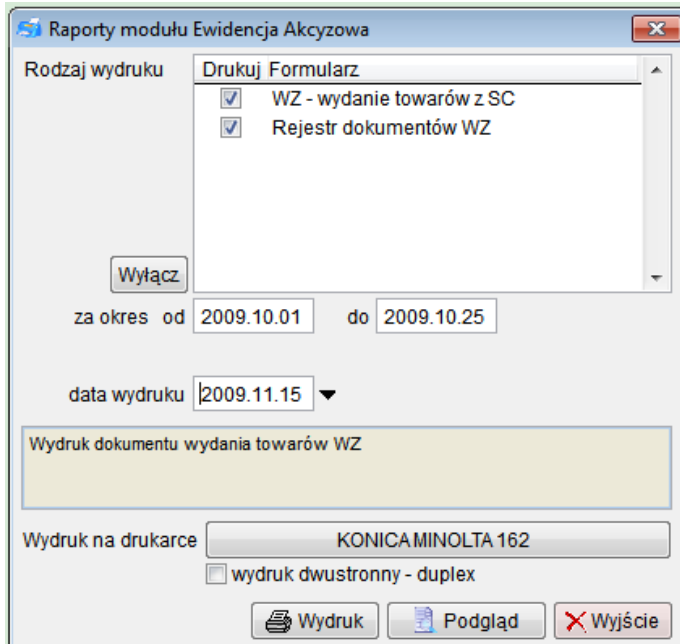 Raporty modułu Ewidencja Akcyzowa
Rodzaj wydruku
Drukuj Formularz
WZ - wydanie towarów z SC
Rejestr dokumentów WZ
Wyłącz
za okres od 2009.10.01 do 2009.10.25
data wydruku 2009.11.15
Wydruk dokumentu wydania towarów WZ
Wydruk na drukarce KONICA MINOLTA 162
wydruk dwustronny - duplex
Wydruk Podgląd Wyjście